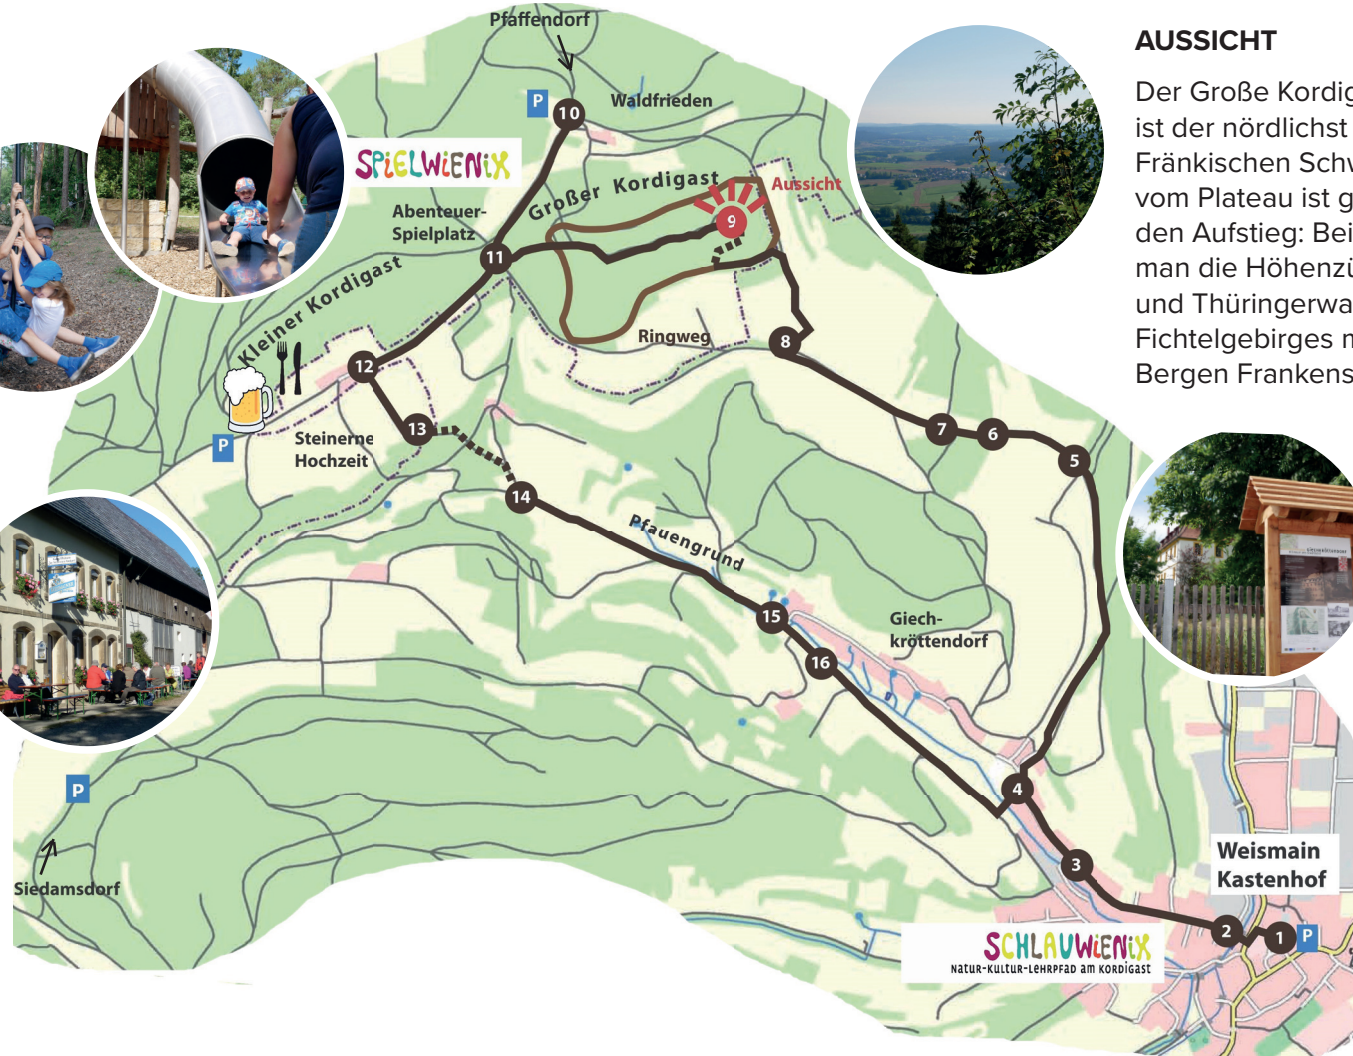 Pfaffendorf
P
10
Waldfrieden
SPiELWiENiX
Großer Kordigast
Aussicht
9
Abenteuer-
Spielplatz
11
Kleiner Kordigast
Ringweg
8
12
P
Steinerne
Hochzeit
13
7
6
5
14
Pfauengrund
15
16
Giech-
kröttendorf
4
P
Siedamsdorf
3
Weismain
Kastenhof
2
1
P
SCHLAUWiENiX
NATUR-KULTUR-LEHRPFAD AM KORDIGAST
AUSSICHT
Der Große Kordig
ist der nördlichst
Fränkischen Schw
vom Plateau ist g
den Aufstieg: Bei
man die Höhenzü
und Thüringerwa
Fichtelgebirges m
Bergen Frankens